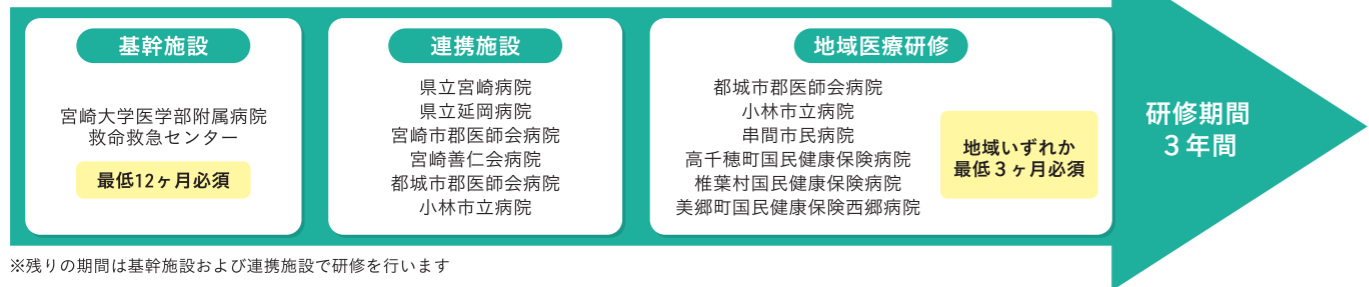 基幹施設
宮崎大学医学部附属病院
救命救急センター
最低12ヶ月必須
連携施設
県立宮崎病院
県立延岡病院
宮崎市郡医師会病院
宮崎善仁会病院
都城市郡医師会病院
小林市立病院
地域医療研修
都城市郡医師会病院
小林市立病院
串間市民病院
高千穂町国民健康保険病院
椎葉村国民健康保険病院
美郷町国民健康保険西郷病院
地域いずれか
最低３ヶ月必須
研修期間
３年間
※残りの期間は基幹施設および連携施設で研修を行います